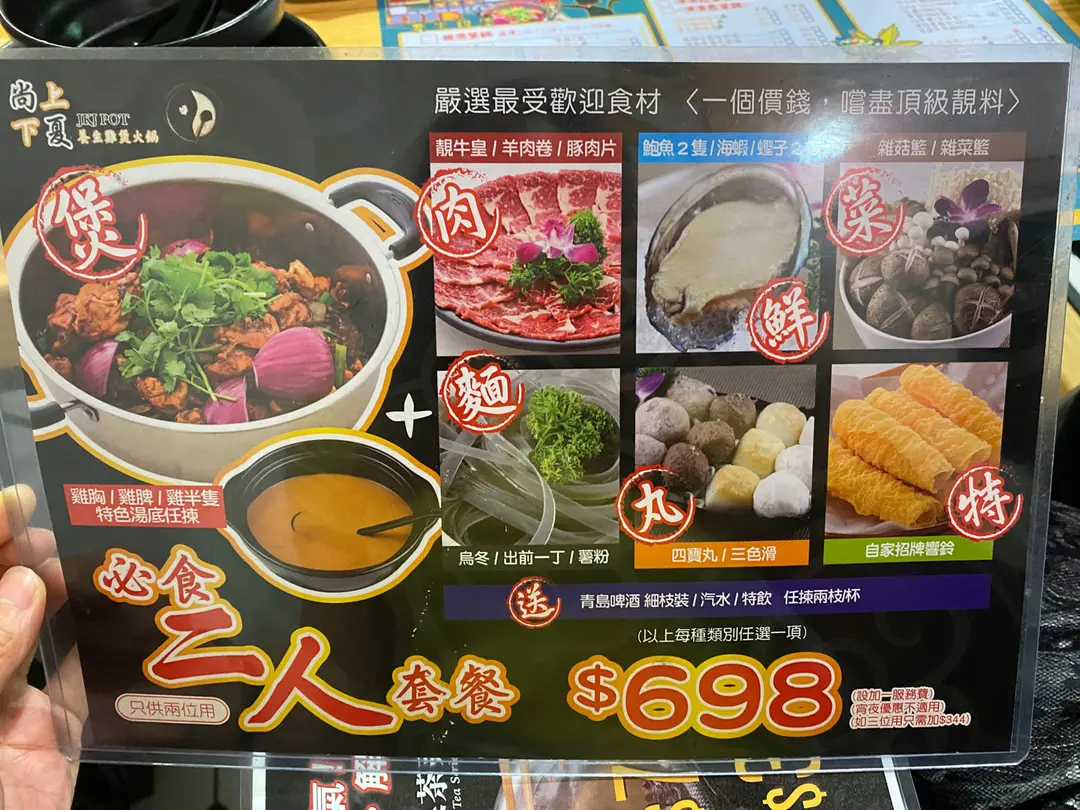 尚上
下夏
JKJ POT
養生雞煲火鍋
嚴選最受歡迎食材 〈一個價錢，嚐盡頂級靚料〉
煲
靚牛皇 / 羊肉卷 / 豚肉片
肉
鮑魚2隻 / 海蝦 / 蟶子2
鮮
雜菇籃 / 雜菜籃
菜
麵
烏冬 / 出前一丁 / 薯粉
丸
四寶丸 / 三色滑
特
自家招牌響鈴
+
雞胸 / 雞髀 / 雞半隻
特色湯底任揀
送
青島啤酒 細枝裝 / 汽水 / 特飲 任揀兩枝/杯
(以上每種類別任選一項)
必食
二人
套餐
只供兩位用
$698
(設加一服務費)
(宵夜優惠不適用)
(如三位用只需加$344)
氣!
解
茶
Tea Seri
$